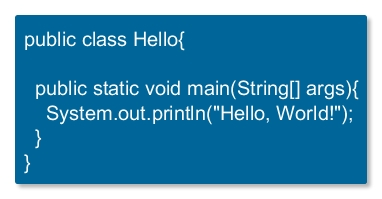 public class Hello{
public static void main(String[] args){
System.out.println("Hello, World!");
}
}